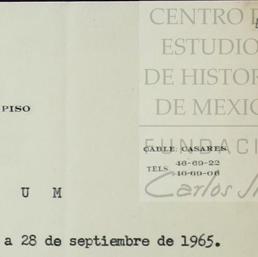 CENTRO D
ESTUDIO
DE HISTOR
DE MEXIC
PISO
FUNDACI
CABLE: CASARES
TELS. 46-69-22
46-69-06
Carlos
U M
a 28 de septiembre de 1965.